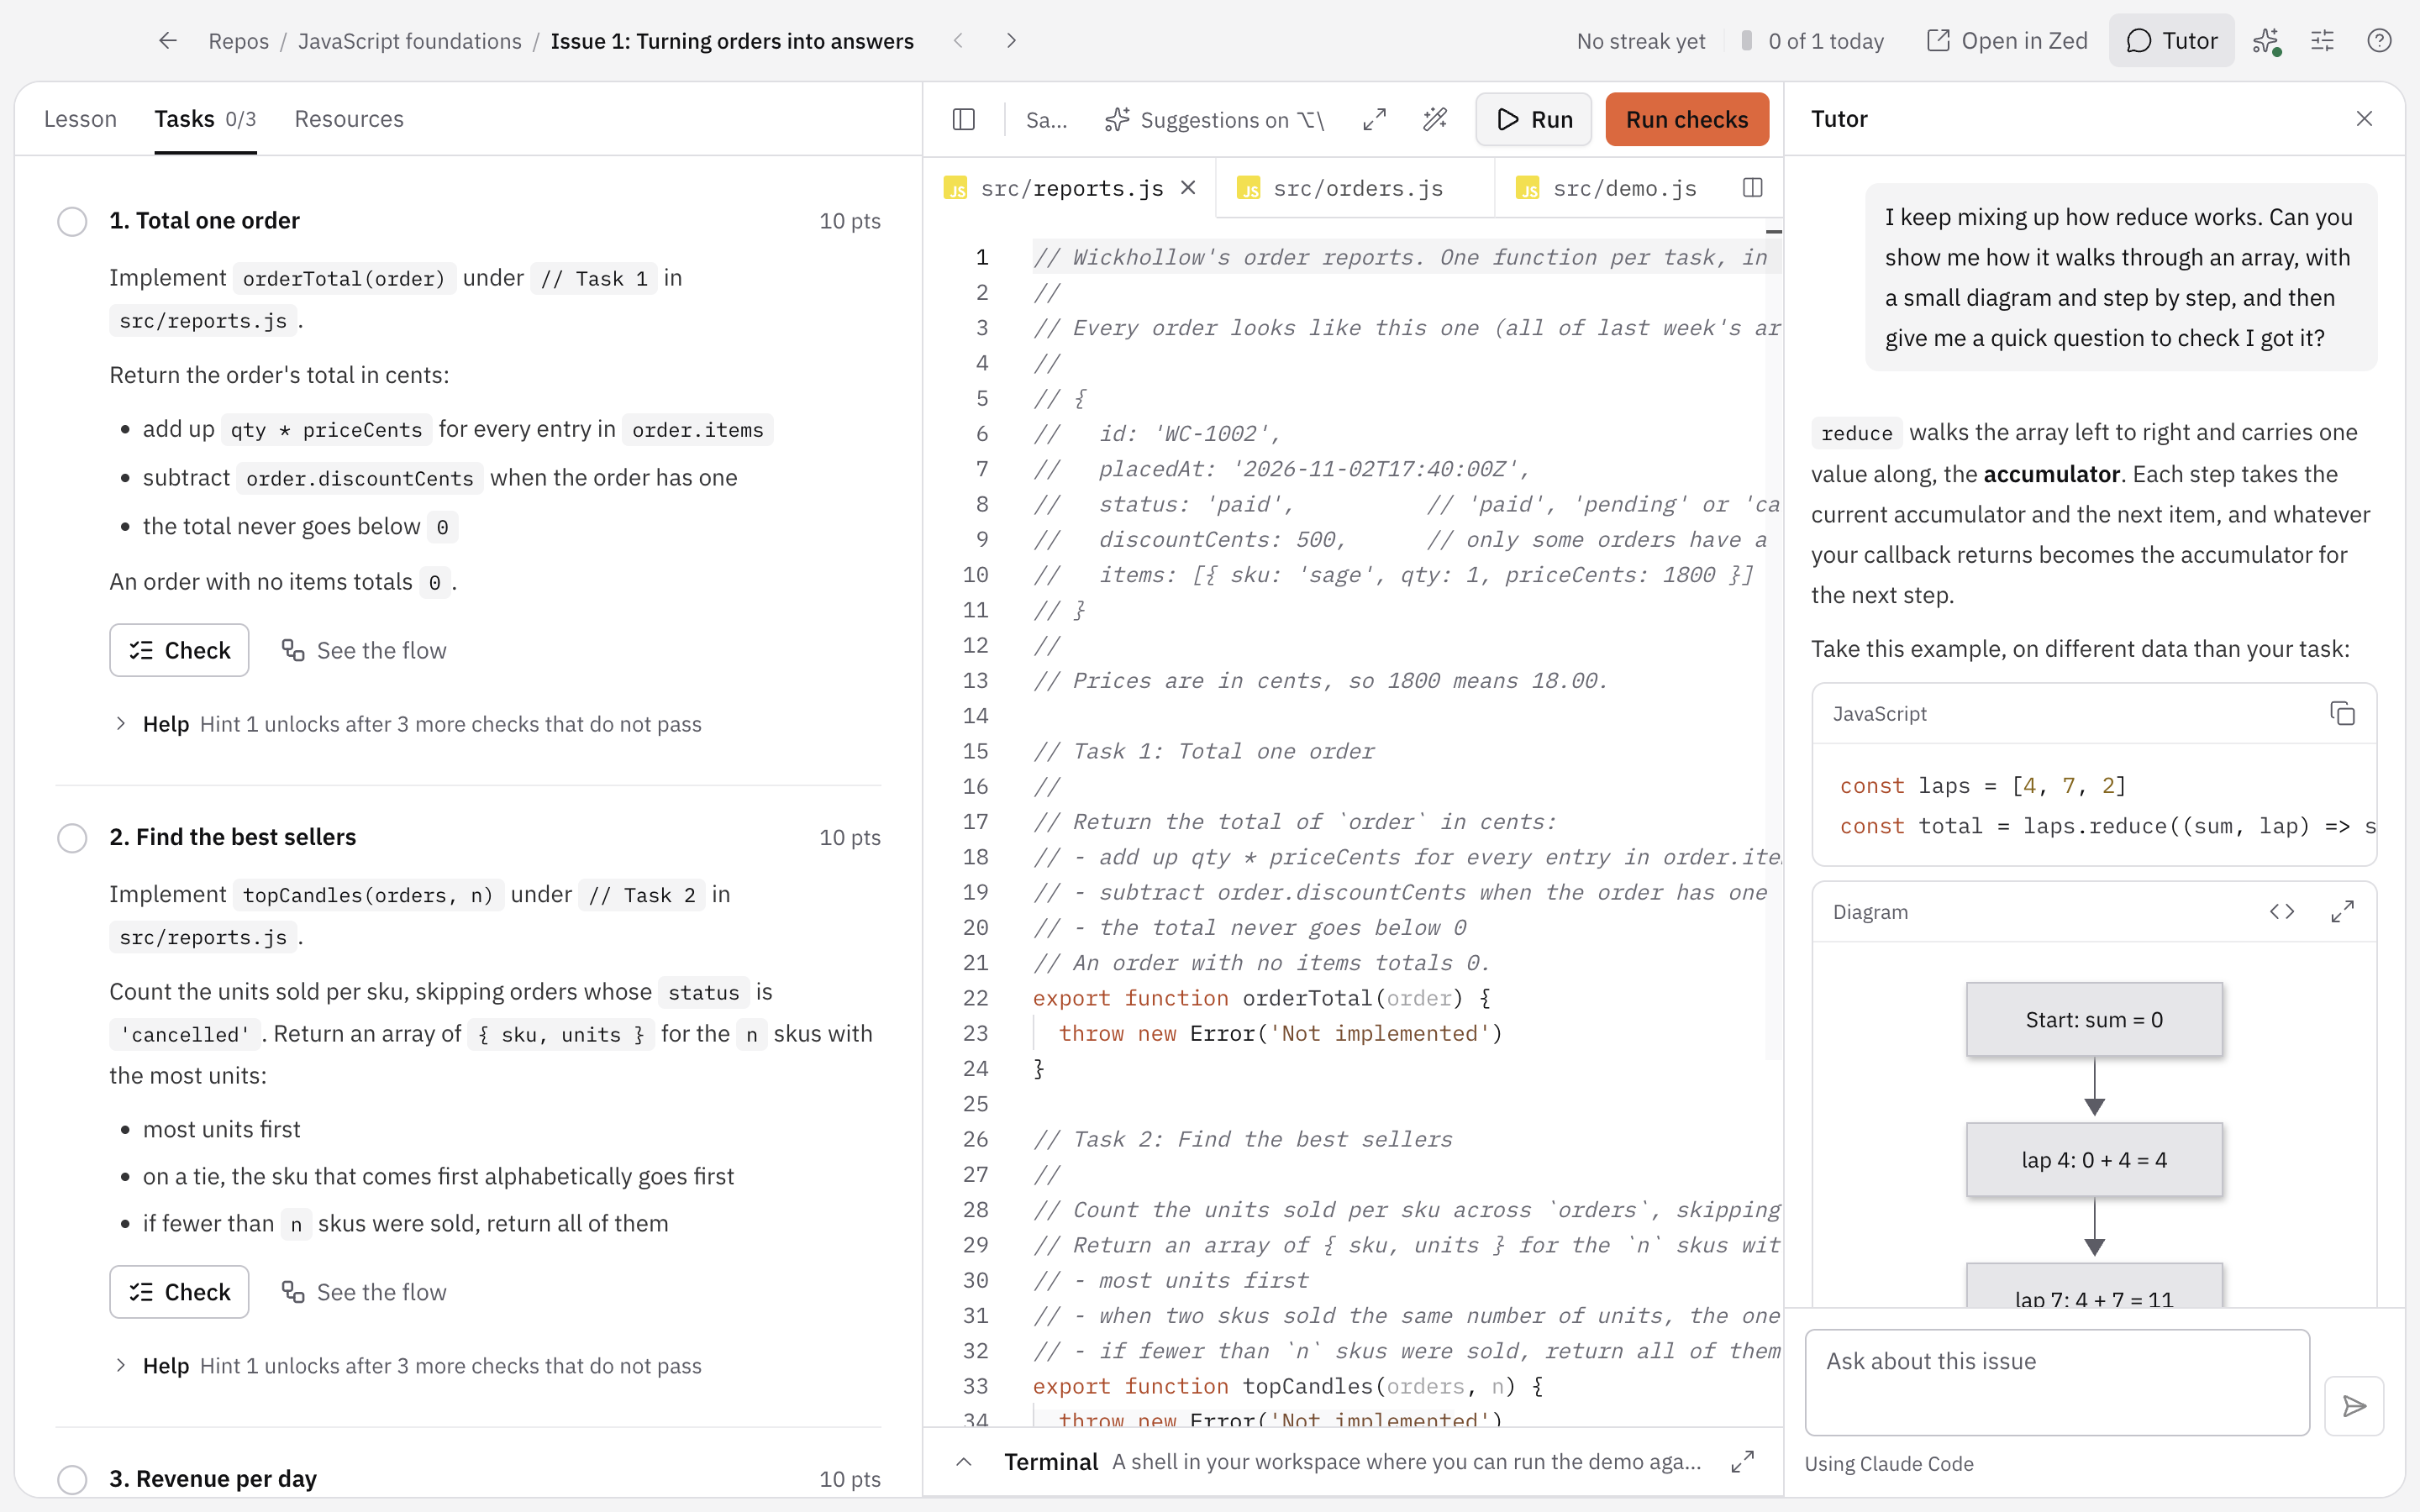 Repos / JavaScript foundations / Issue 1: Turning orders into answers
No streak yet
0 of 1 today
Open in Zed
Tutor
Lesson
Tasks 0/3
Resources
1. Total one order
10 pts
Implement orderTotal(order) under // Task 1 in
src/reports.js .
Return the order's total in cents:
• add up qty * priceCents for every entry in order.items
• subtract order.discountCents when the order has one
• the total never goes below 0
An order with no items totals 0 .
Check
See the flow
Help Hint 1 unlocks after 3 more checks that do not pass
2. Find the best sellers
10 pts
Implement topCandles(orders, n) under // Task 2 in
src/reports.js .
Count the units sold per sku, skipping orders whose status is
'cancelled' . Return an array of { sku, units } for the n skus with
the most units:
• most units first
• on a tie, the sku that comes first alphabetically goes first
• if fewer than n skus were sold, return all of them
Check
See the flow
Help Hint 1 unlocks after 3 more checks that do not pass
3. Revenue per day
10 pts
Sa...
Suggestions on ⌥\
Run
Run checks
JS src/reports.js
JS src/orders.js
JS src/demo.js
1 // Wickhollow's order reports. One function per task, in
2 //
3 // Every order looks like this one (all of last week's ar
4 //
5 // {
6 //   id: 'WC-1002',
7 //   placedAt: '2026-11-02T17:40:00Z',
8 //   status: 'paid',          // 'paid', 'pending' or 'ca
9 //   discountCents: 500,      // only some orders have a
10 //   items: [{ sku: 'sage', qty: 1, priceCents: 1800 }]
11 // }
12 //
13 // Prices are in cents, so 1800 means 18.00.
14
15 // Task 1: Total one order
16 //
17 // Return the total of `order` in cents:
18 // - add up qty * priceCents for every entry in order.ite
19 // - subtract order.discountCents when the order has one
20 // - the total never goes below 0
21 // An order with no items totals 0.
22 export function orderTotal(order) {
23   throw new Error('Not implemented')
24 }
25
26 // Task 2: Find the best sellers
27 //
28 // Count the units sold per sku across `orders`, skipping
29 // Return an array of { sku, units } for the `n` skus wit
30 // - most units first
31 // - when two skus sold the same number of units, the one
32 // - if fewer than `n` skus were sold, return all of them
33 export function topCandles(orders, n) {
34   throw new Error('Not implemented')
Terminal A shell in your workspace where you can run the demo aga...
Tutor
I keep mixing up how reduce works. Can you
show me how it walks through an array, with
a small diagram and step by step, and then
give me a quick question to check I got it?
reduce walks the array left to right and carries one
value along, the accumulator. Each step takes the
current accumulator and the next item, and whatever
your callback returns becomes the accumulator for
the next step.
Take this example, on different data than your task:
JavaScript
const laps = [4, 7, 2]
const total = laps.reduce((sum, lap) => s
Diagram
Start: sum = 0
lap 4: 0 + 4 = 4
lap 7: 4 + 7 = 11
Ask about this issue
Using Claude Code